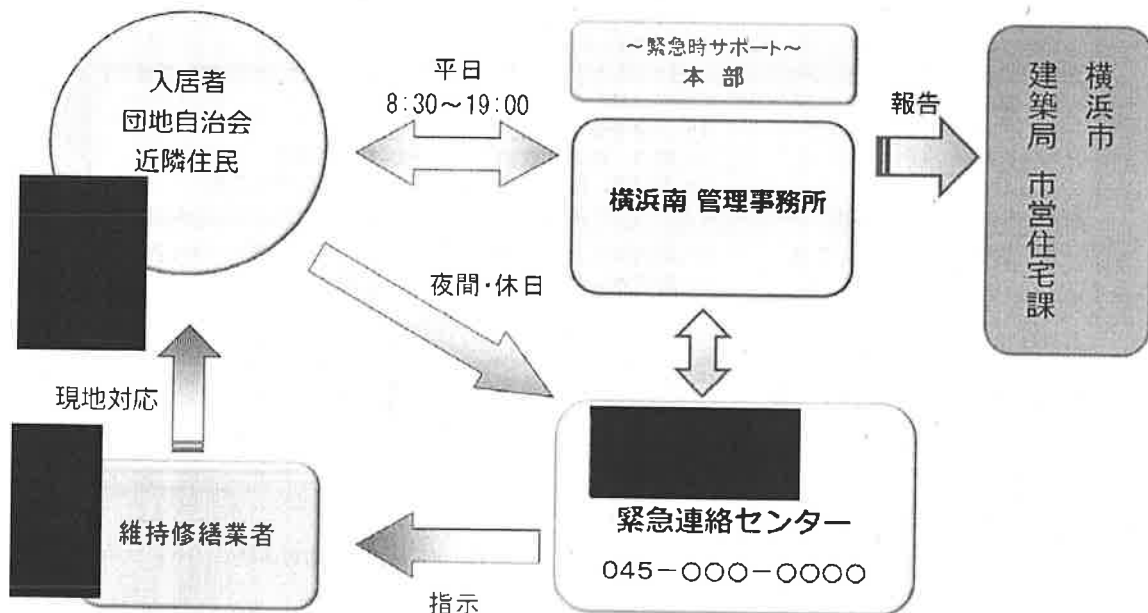 入居者
団地自治会
近隣住民
平日
8:30~19:00
~緊急時サポート~
本部
横浜南 管理事務所
報告
横浜市
建築局 市営住宅課
夜間・休日
現地対応
維持修繕業者
緊急連絡センター
045-○○○-○○○○
指示